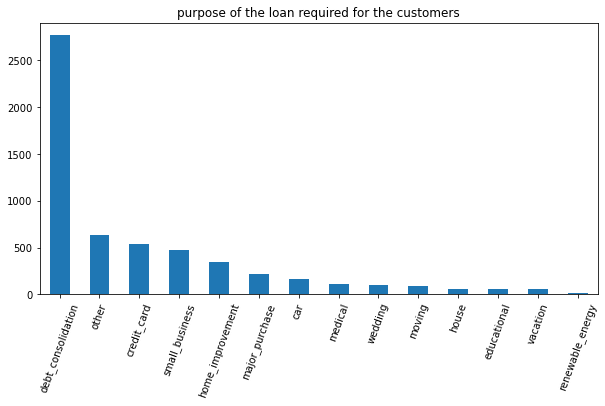 purpose of the loan required for the customers
2500
2000
1500
1000
500
0
debt_consolidation
other
credit_card
small_business
home_improvement
major_purchase
car
medical
wedding
moving
house
educational
vacation
renewable_energy